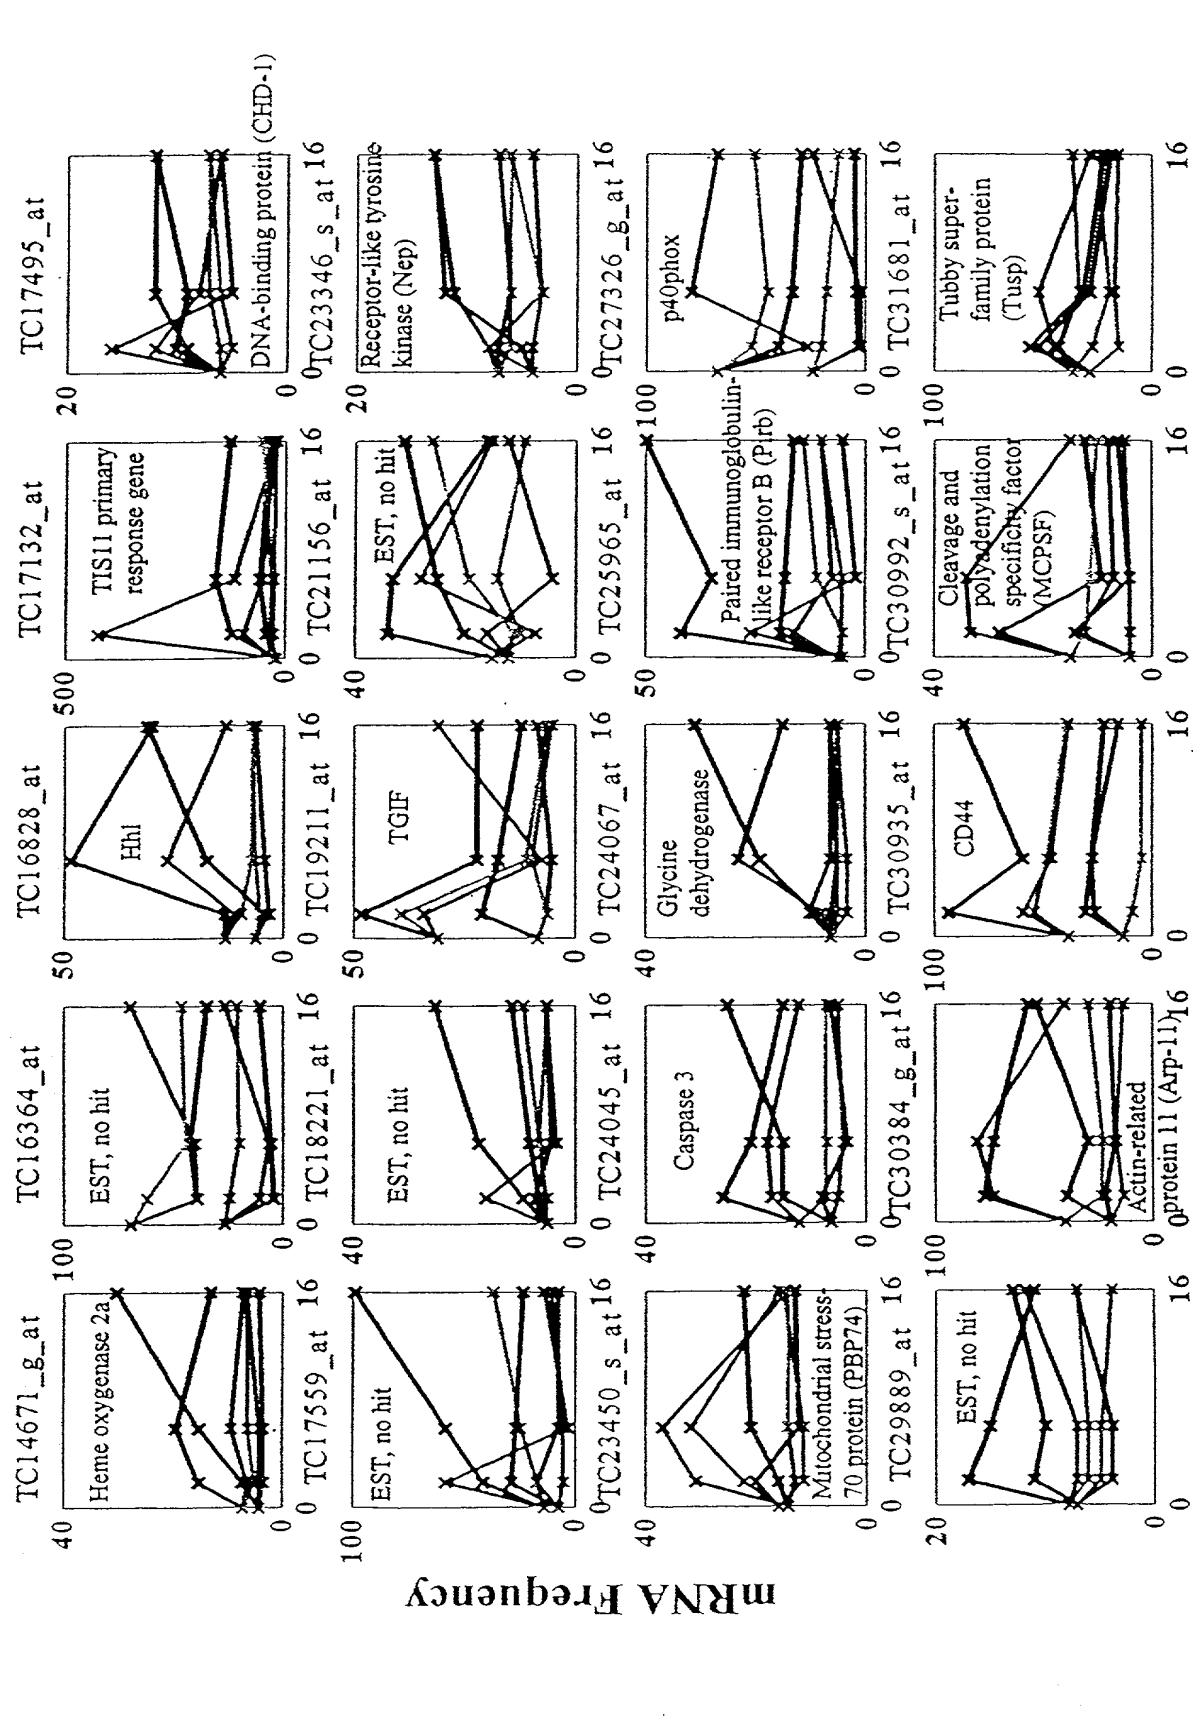 mRNA Frequency
TC14671_g_at
Heme oxygenase 2a
40
0
TC16364_at
EST, no hit
100
0
TC16828_at
Hhl
50
0
TC17132_at
TIS11 primary
response gene
500
0
TC17495_at
DNA-binding protein (CHD-1)
20
0
0 TC17559_at 16
EST, no hit
100
0
0 TC18221_at 16
EST, no hit
40
0
0 TC19211_at 16
TGIF
50
0
0 TC21156_at 16
EST, no hit
40
0
0 TC23346_s_at 16
Receptor-like tyrosine
kinase (Nep)
20
0
0 TC23450_s_at 16
Mitochondrial stress-
70 protein (PBP74)
40
0
0 TC24045_at 16
Caspase 3
40
0
0 TC24067_at 16
Glycine
dehydrogenase
40
0
0 TC25965_at 16
Paired immunoglobulin-
like receptor B (Pirb)
50
0
0 TC27326_g_at 16
p40phox
100
0
0 TC29889_at 16
EST, no hit
20
0
0 16
0 TC30384_g_at 16
Actin-related
protein 11 (Arp-11)
100
0
0 16
0 TC30935_at 16
CD44
100
0
0 16
0 TC30992_s_at 16
Cleavage and
polyadenylation
specificity factor
(MCPSF)
40
0
0 16
0 TC31681_at 16
Tubby super-
family protein
(Tusp)
100
0
0 16